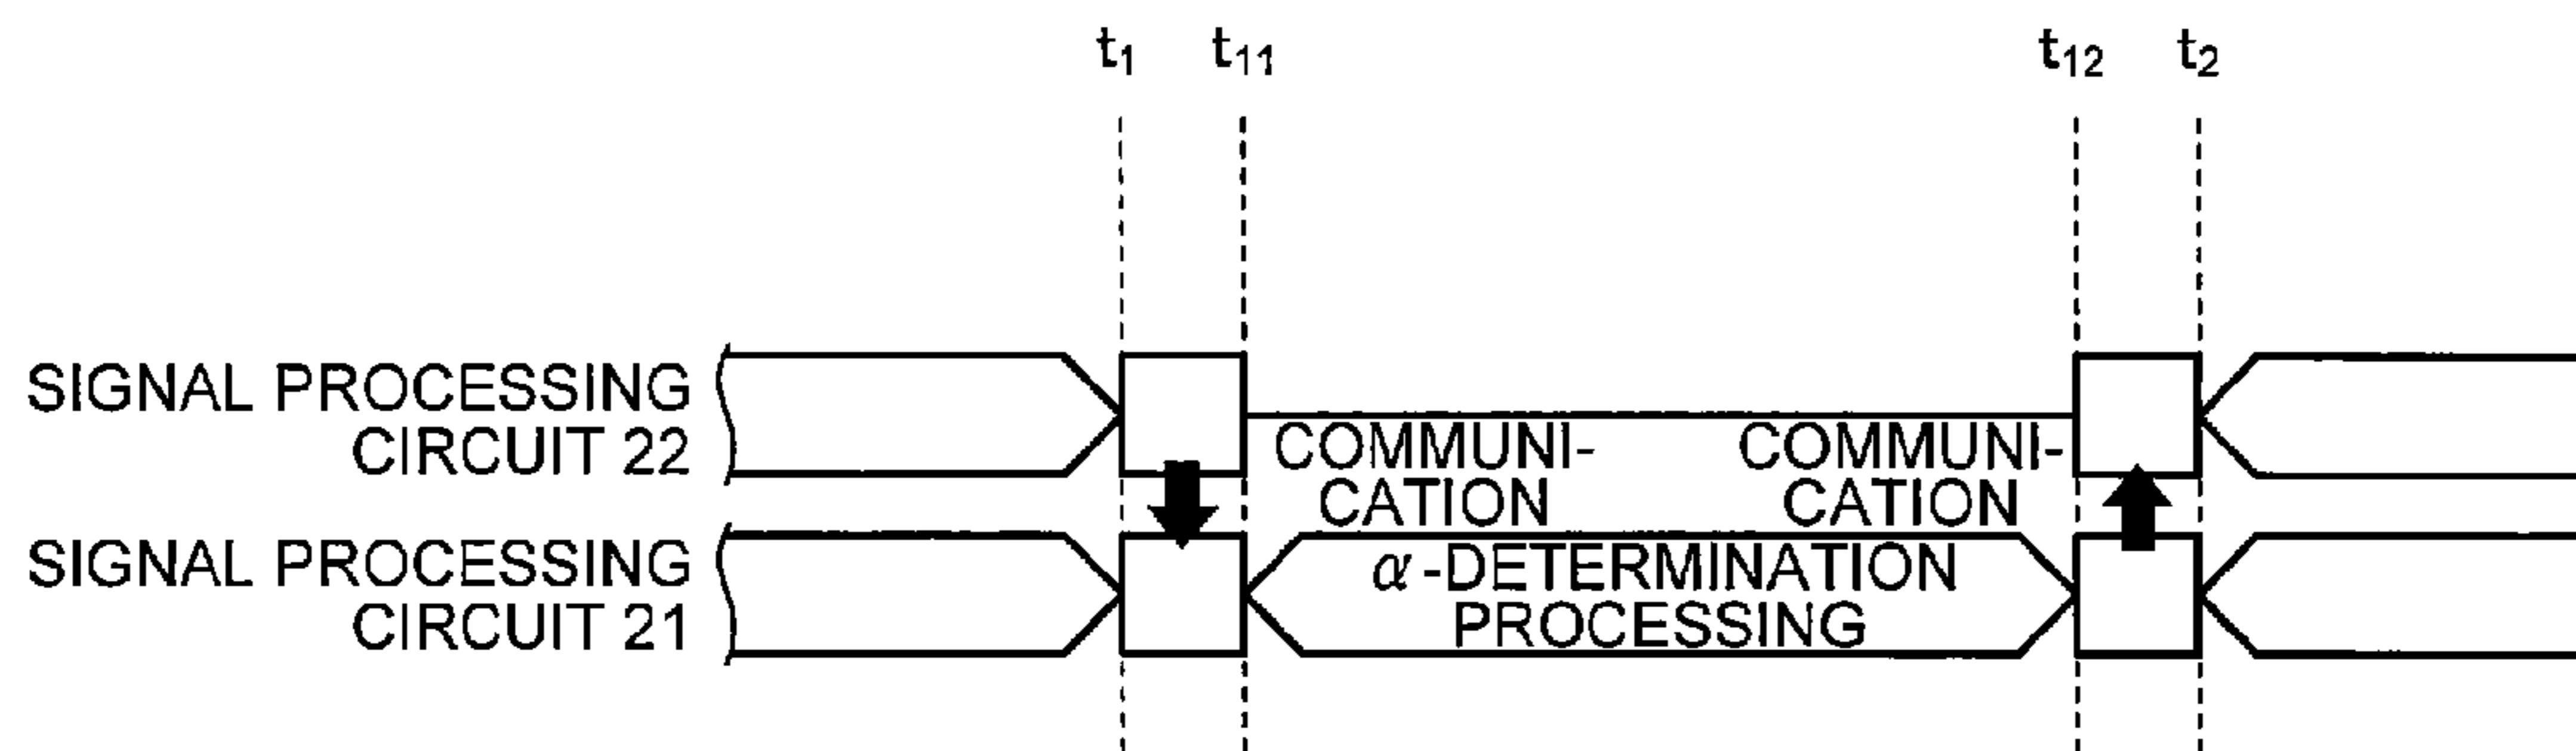 t₁ t₁₁ t₁₂ t₂
SIGNAL PROCESSING
CIRCUIT 22
COMMUNI-
CATION
COMMUNI-
CATION
SIGNAL PROCESSING
CIRCUIT 21
α-DETERMINATION
PROCESSING